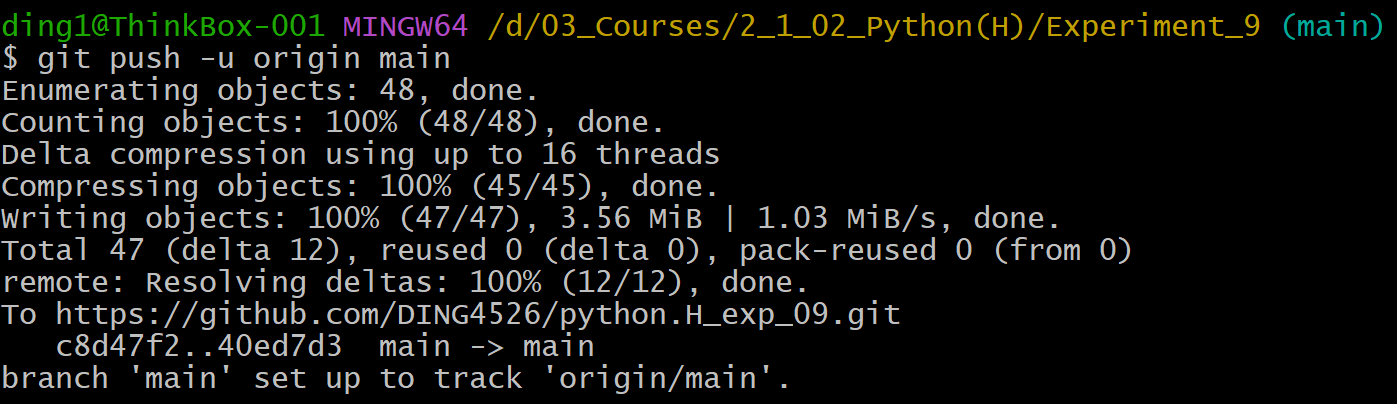 ding1@ThinkBox-001 MINGW64 /d/03_Courses/2_1_02_Python(H)/Experiment_9 (main)
$ git push -u origin main
Enumerating objects: 48, done.
Counting objects: 100% (48/48), done.
Delta compression using up to 16 threads
Compressing objects: 100% (45/45), done.
Writing objects: 100% (47/47), 3.56 MiB | 1.03 MiB/s, done.
Total 47 (delta 12), reused 0 (delta 0), pack-reused 0 (from 0)
remote: Resolving deltas: 100% (12/12), done.
To https://github.com/DING4526/python.H_exp_09.git
   c8d47f2..40ed7d3  main -> main
branch 'main' set up to track 'origin/main'.